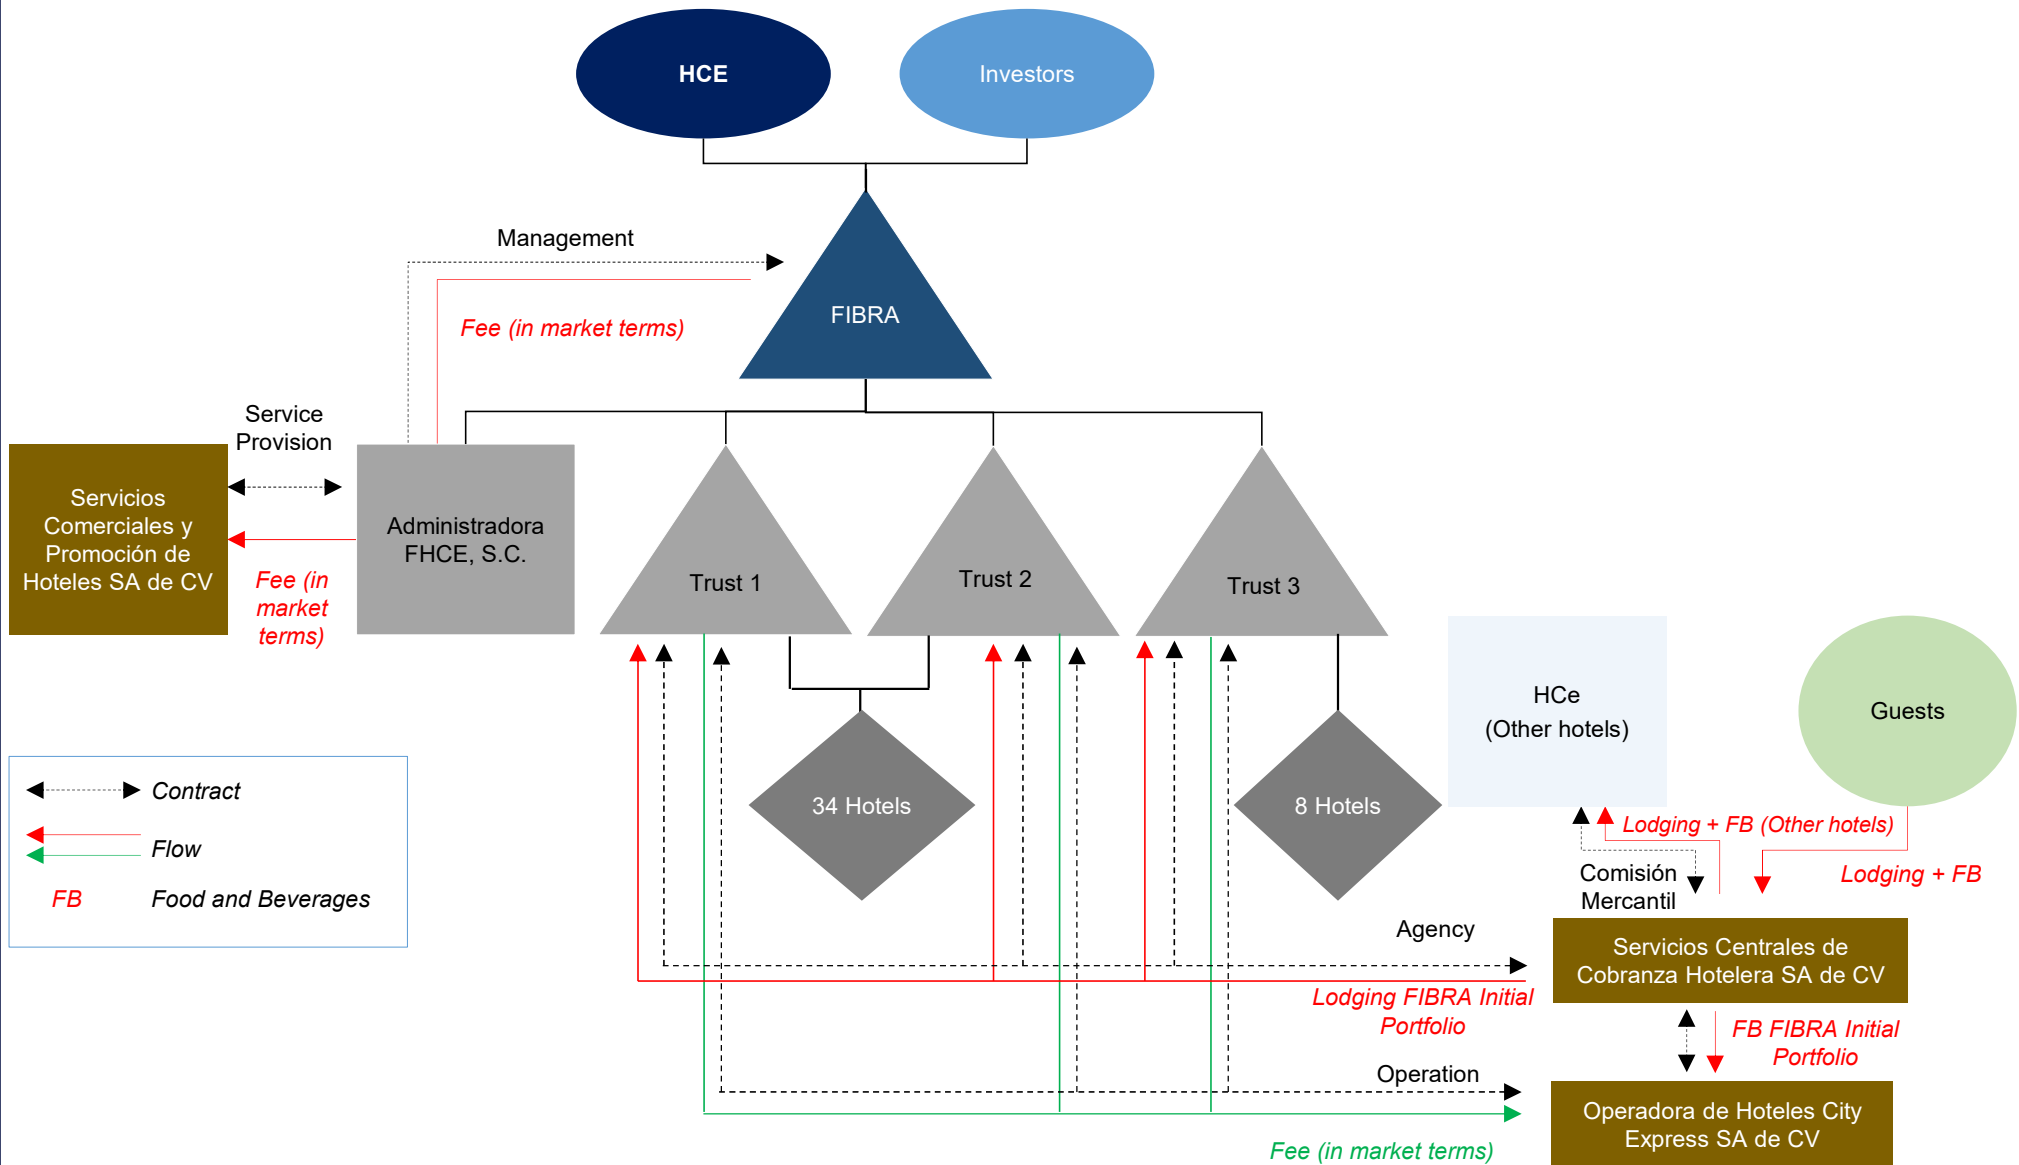 HCE
Investors
Management
Fee (in market terms)
FIBRA
Service
Provision
Servicios
Comerciales y
Promoción de
Hoteles SA de CV
Fee (in
market
terms)
Administradora
FHCE, S.C.
Trust 1
Trust 2
Trust 3
HCe
(Other hotels)
Guests
34 Hotels
8 Hotels
Contract
Flow
FB
Food and Beverages
Lodging + FB (Other hotels)
Lodging + FB
Comisión
Mercantil
Agency
Servicios Centrales de
Cobranza Hotelera SA de CV
Lodging FIBRA Initial
Portfolio
FB FIBRA Initial
Portfolio
Operation
Operadora de Hoteles City
Express SA de CV
Fee (in market terms)